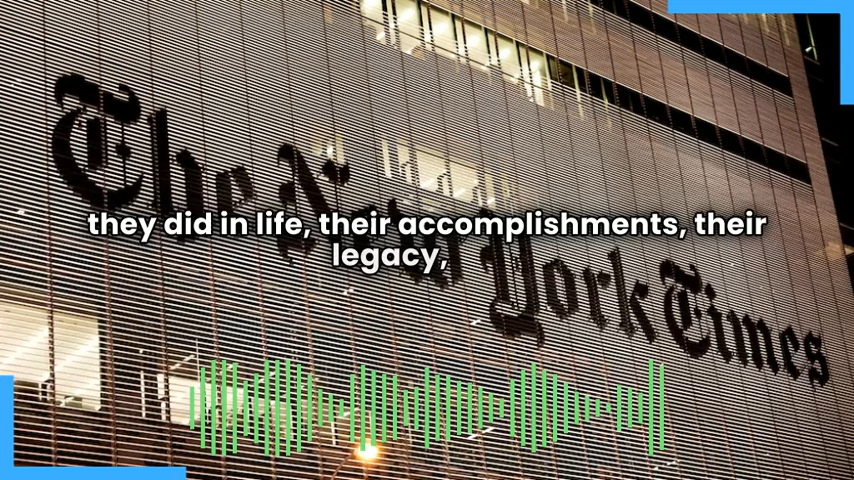 The New York Times
they did in life, their accomplishments, their
legacy,